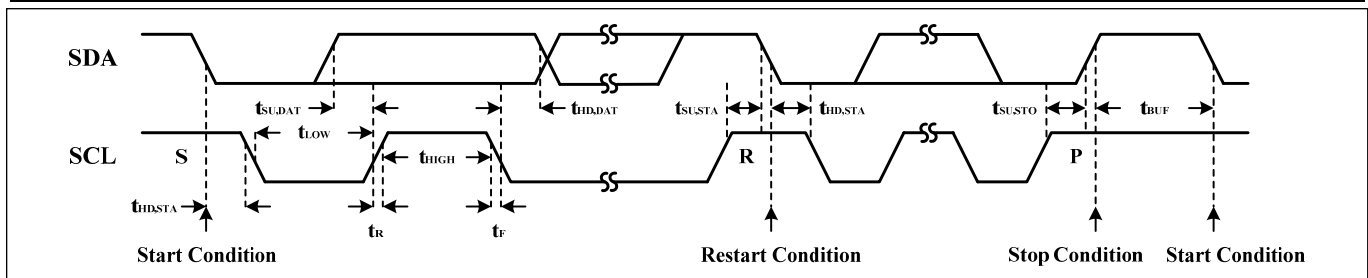 SDA
tSU,DAT
tHD,DAT
tSU,STA
tHD,STA
tSU,STO
tBUF
tLOW
SCL
S
tHIGH
R
P
tHD,STA
tR
tF
Start Condition
Restart Condition
Stop Condition
Start Condition